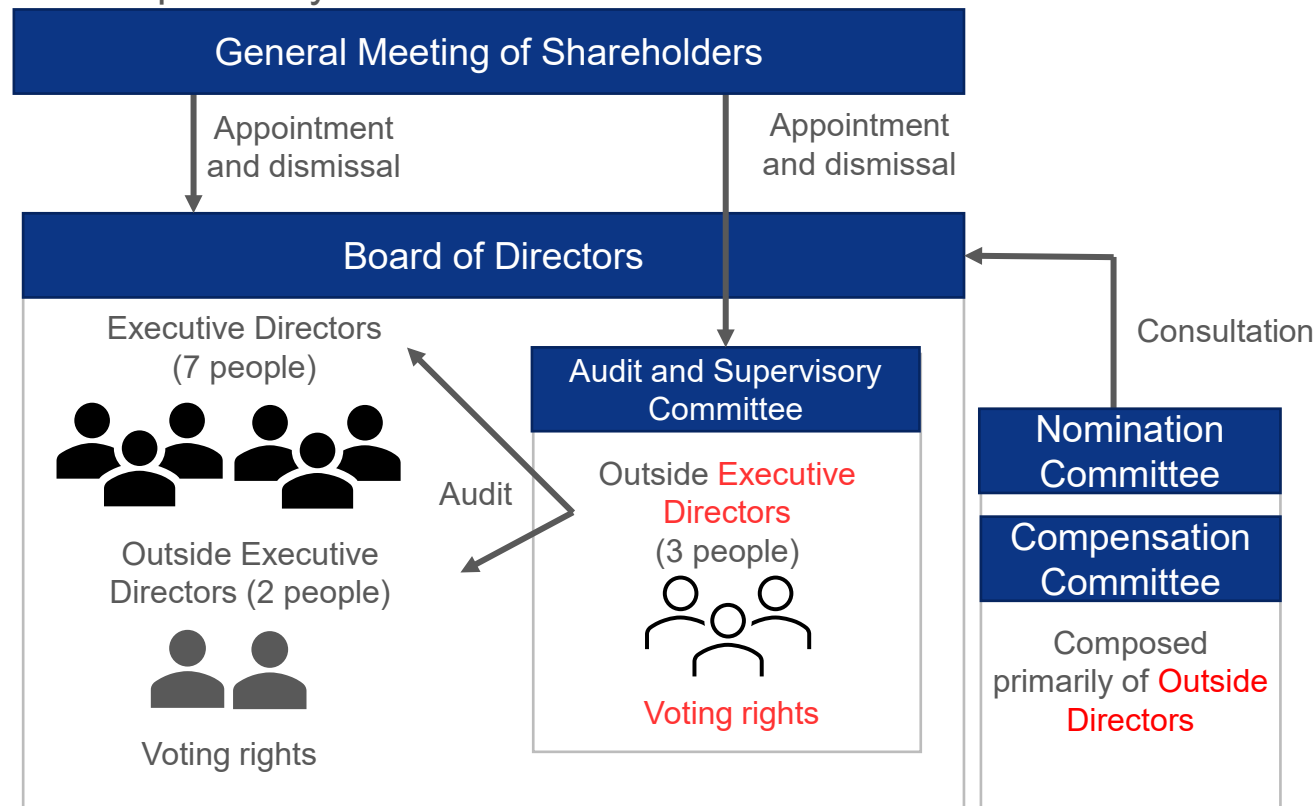 General Meeting of Shareholders
Appointment
and dismissal
Appointment
and dismissal
Board of Directors
Executive Directors
(7 people)
Audit
Outside Executive
Directors (2 people)
Voting rights
Audit and Supervisory
Committee
Outside Executive
Directors
(3 people)
Voting rights
Consultation
Nomination
Committee
Compensation
Committee
Composed
primarily of Outside
Directors